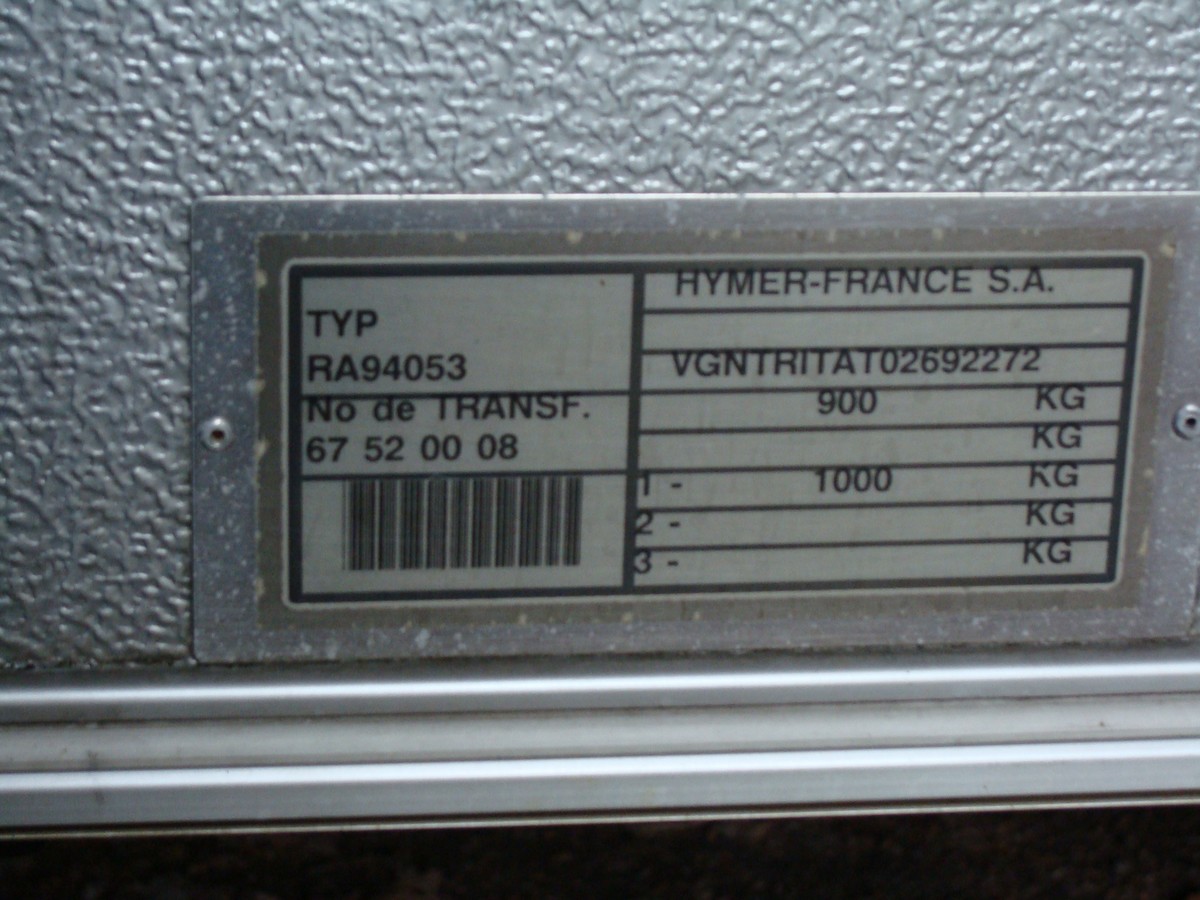 TYP
RA94053
No de TRANSF.
67 52 00 08
HYMER-FRANCE S.A.
VGNTRITAT02692272
900 KG
KG
1 - 1000 KG
2 - KG
3 - KG